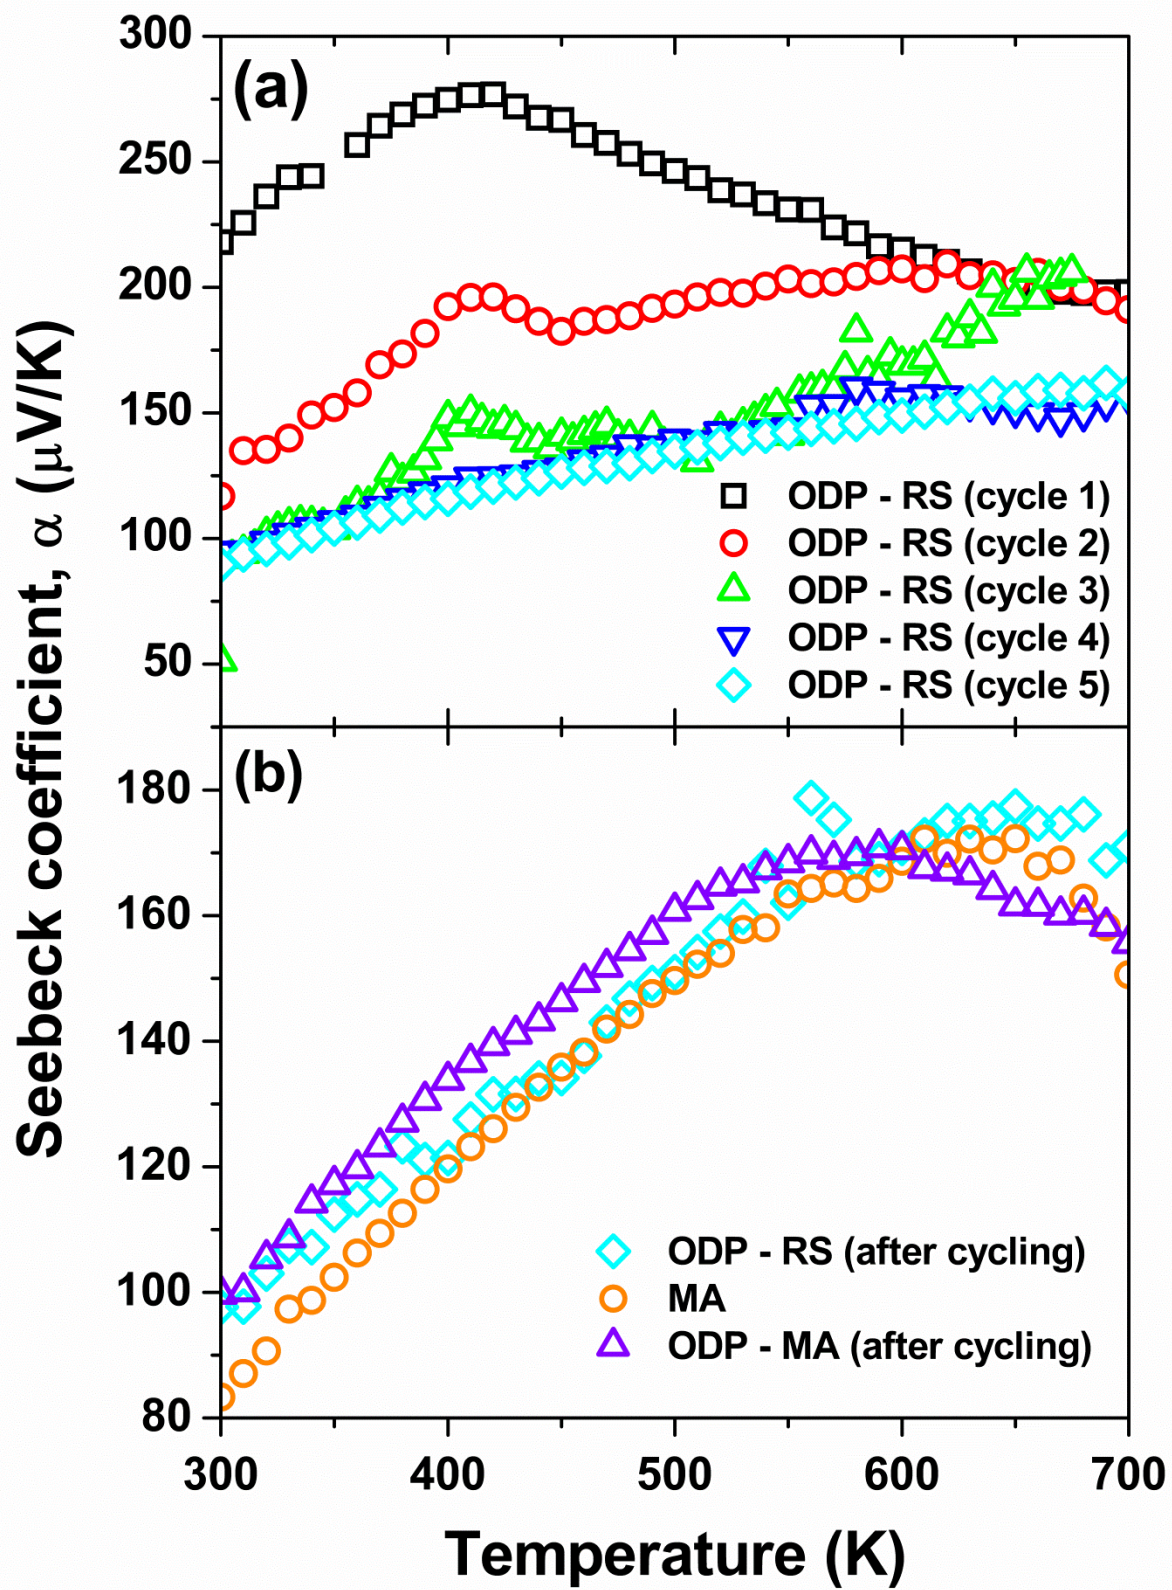 300
250
200
150
100
50
(a)
ODP - RS (cycle 1)
ODP - RS (cycle 2)
ODP - RS (cycle 3)
ODP - RS (cycle 4)
ODP - RS (cycle 5)
Seebeck coefficient, α (μV/K)
180
160
140
120
100
80
(b)
ODP - RS (after cycling)
MA
ODP - MA (after cycling)
300 400 500 600 700
Temperature (K)